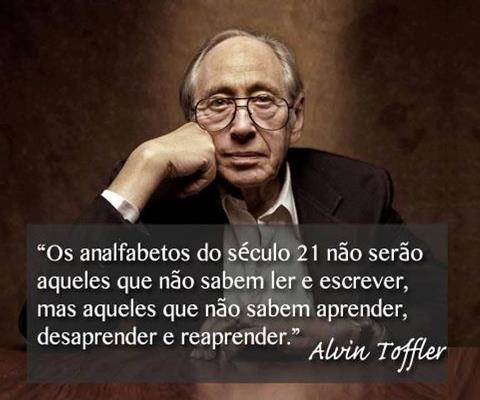 “Os analfabetos do século 21 não serão
aqueles que não sabem ler e escrever,
mas aqueles que não sabem aprender,
desaprender e reaprender.”
Alvin Toffler